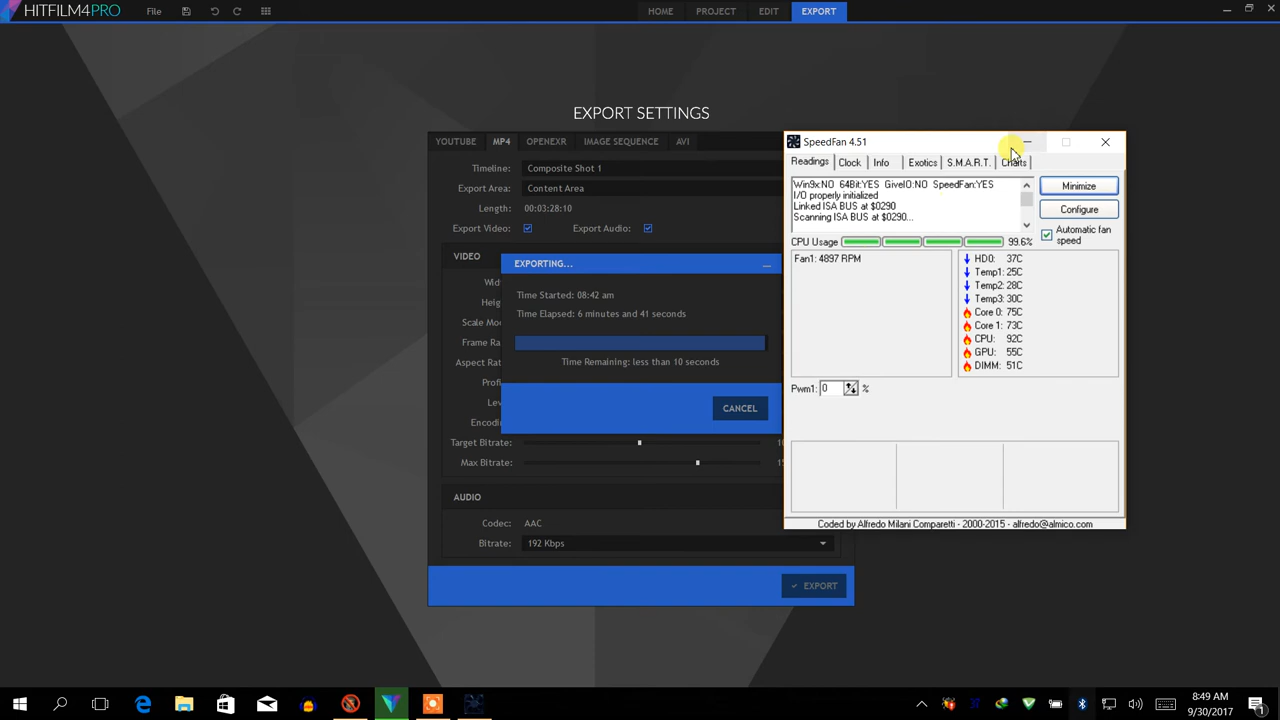 HITFILM4PRO
HOME
PROJECT
EDIT
EXPORT
EXPORT SETTINGS
YOUTUBE
MP4
OPENEXR
IMAGE SEQUENCE
AVI
Timeline: Composite Shot 1
Export Area: Content Area
Length: 00:03:28:10
Export Video:
Export Audio:
VIDEO
EXPORTING...
Time Started: 08:42 am
Time Elapsed: 6 minutes and 41 seconds
Time Remaining: less than 10 seconds
CANCEL
Target Bitrate:
Max Bitrate:
AUDIO
Codec: AAC
Bitrate: 192 Kbps
EXPORT
SpeedFan 4.51
Readings
Clock
Info
Exotics
S.M.A.R.T.
Charts
Win9x:NO 64Bit:YES GiveIO:NO SpeedFan:YES
I/O properly initialized
Linked ISA BUS at $0290
Scanning ISA BUS at $0290...
Minimize
Configure
Automatic fan
speed
CPU Usage
99.6%
Fan1: 4897 RPM
HD0: 37C
Temp1: 25C
Temp2: 28C
Temp3: 30C
Core 0: 75C
Core 1: 73C
CPU: 92C
GPU: 55C
DIMM: 51C
Pwm1: 0 %
Coded by Alfredo Milani Comparetti - 2000-2015 - alfredo@almico.com
8:49 AM
9/30/2017
1